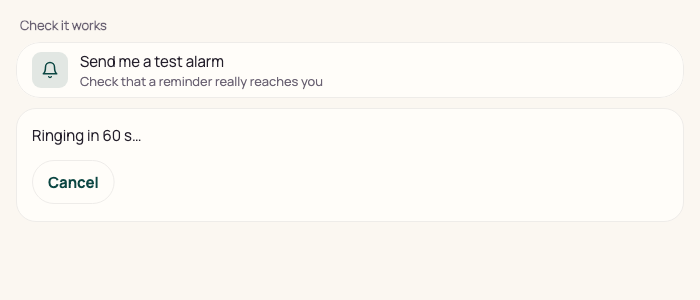 Check it works
Send me a test alarm
Check that a reminder really reaches you
Ringing in 60 s…
Cancel